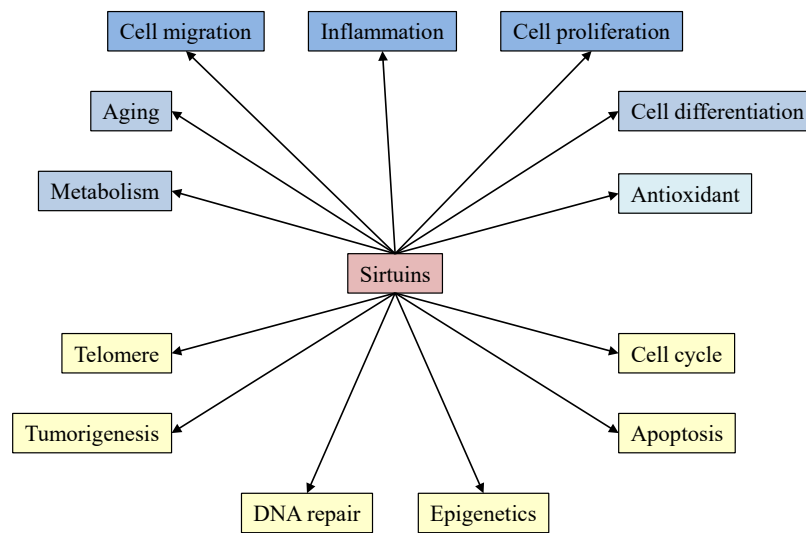 Cell migration
Inflammation
Cell proliferation
Aging
Cell differentiation
Metabolism
Antioxidant
Sirtuins
Telomere
Cell cycle
Tumorigenesis
Apoptosis
DNA repair
Epigenetics